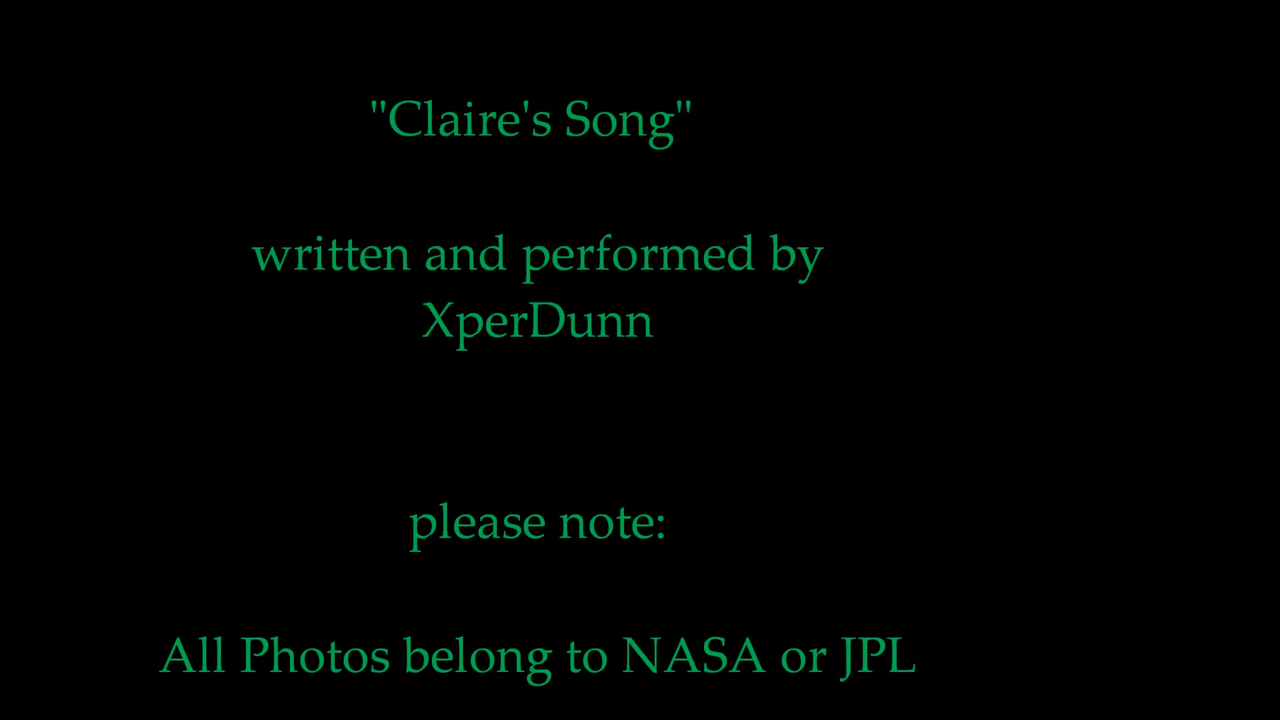 "Claire's Song"
written and performed by
XperDunn
please note:
All Photos belong to NASA or JPL